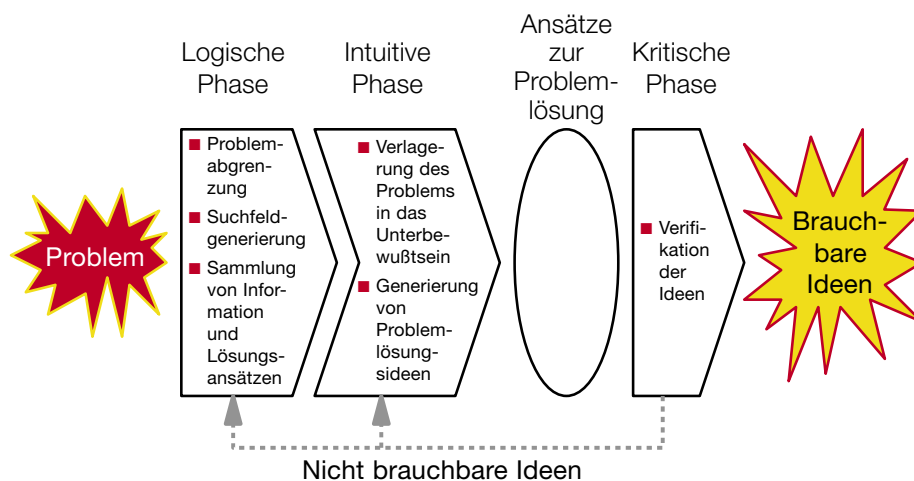 Logische
Phase
Intuitive
Phase
Ansätze
zur
Problem-
lösung
Kritische
Phase
Problem
Problem-
abgrenzung
Suchfeld-
generierung
Sammlung
von Infor-
mation
und
Lösungs-
ansätzen
Verlage-
rung des
Problems
in das
Unterbe-
wußtsein
Generierung
von
Problem-
lösung-
sideen
Verifi-
kation
der
Ideen
Brauch-
bare
Ideen
Nicht brauchbare Ideen